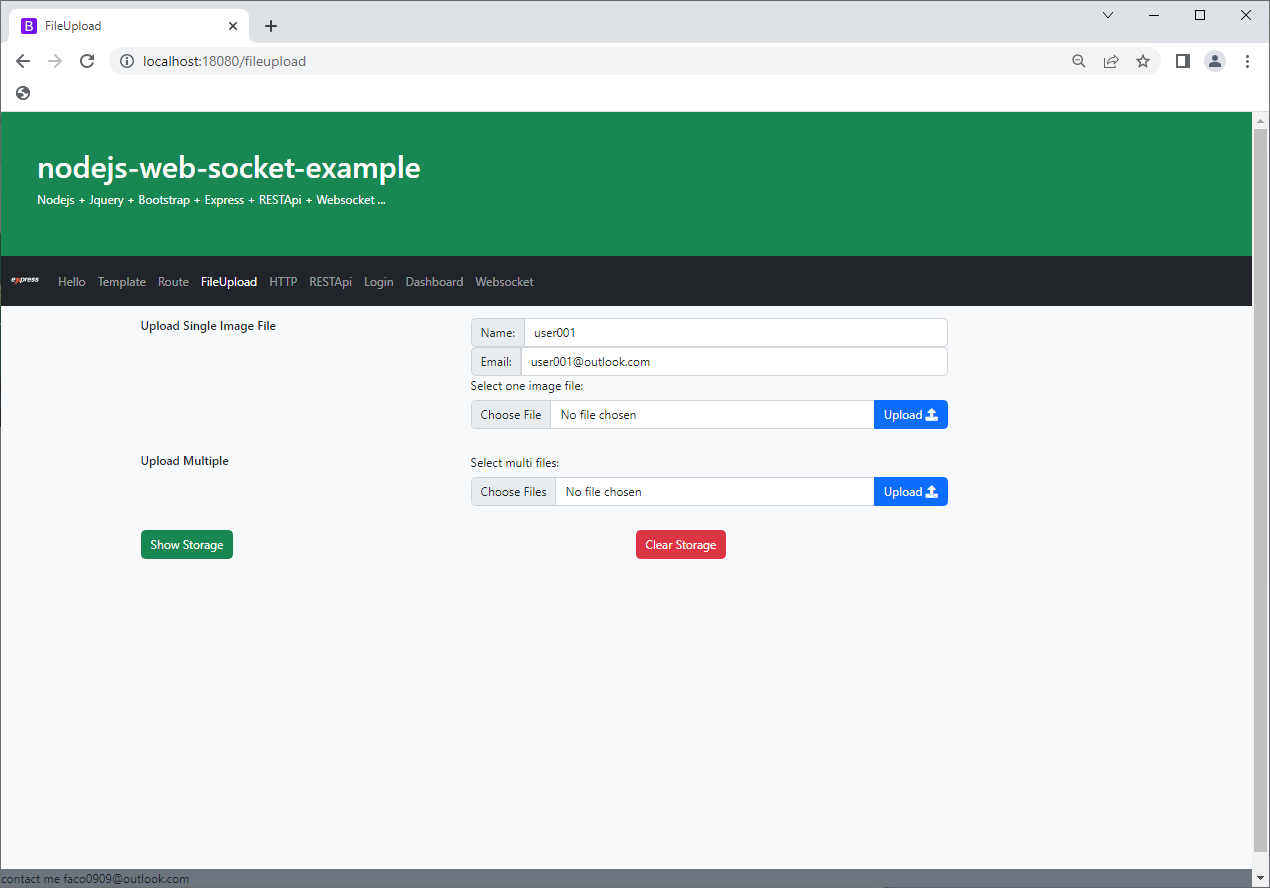 B FileUpload
localhost:18080/fileupload
nodejs-web-socket-example
Nodejs + Jquery + Bootstrap + Express + RESTApi + Websocket ...
express Hello Template Route FileUpload HTTP RESTApi Login Dashboard Websocket
Upload Single Image File
Name: user001
Email: user001@outlook.com
Select one image file:
Choose File No file chosen Upload
Upload Multiple
Select multi files:
Choose Files No file chosen Upload
Show Storage Clear Storage
contact me faco0909@outlook.com